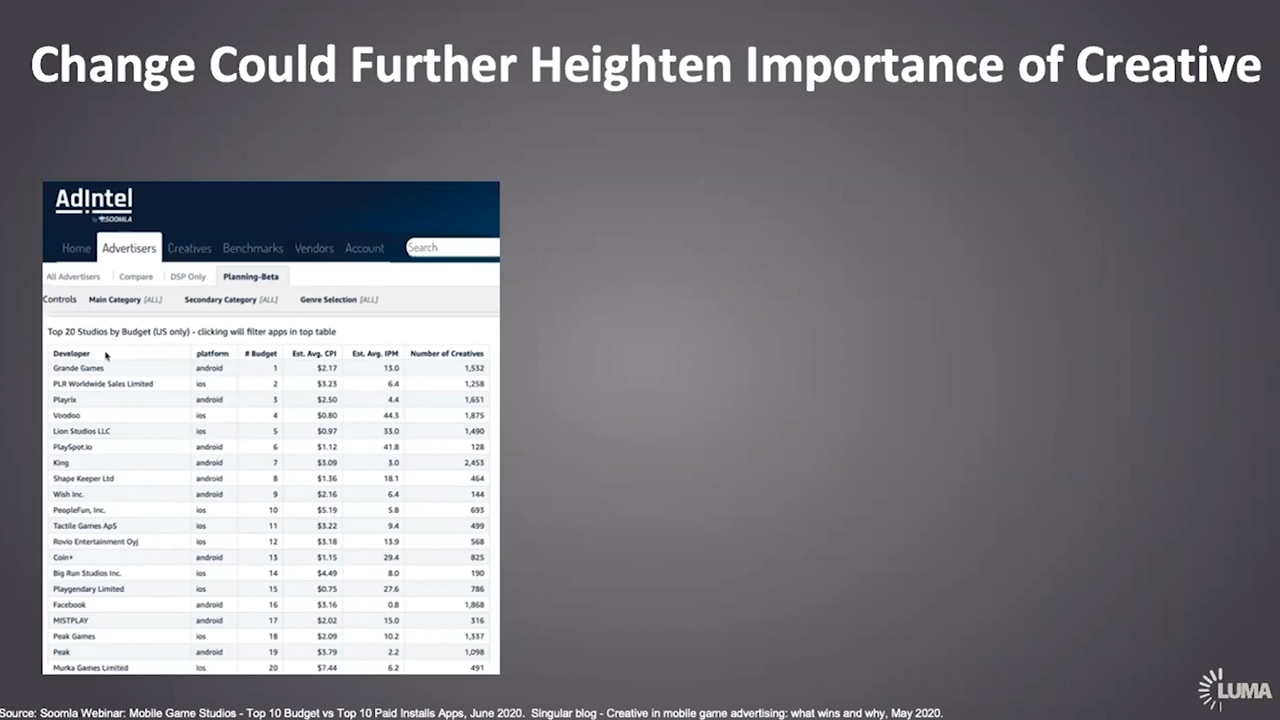 Change Could Further Heighten Importance of Creative
AdIntel
by SOOMLA
Home Advertisers Creatives Benchmarks Vendors Account Search
All Advertisers Compare DSP Only Planning-Beta
Controls Main Category [ALL] Secondary Category [ALL] Genre Selection [ALL]
Top 20 Studios by Budget (US only) - clicking will filter apps in top table
Developer platform # Budget Est. Avg. CPI Est. Avg. IPM Number of Creatives
Grande Games android 1 $2.17 13.0 1,532
PLR Worldwide Sales Limited ios 2 $3.23 6.4 1,258
Playrix android 3 $2.50 4.4 1,651
Voodoo ios 4 $0.80 44.3 1,875
Lion Studios LLC ios 5 $0.97 33.0 1,490
PlaySpot.io android 6 $1.12 41.8 128
King android 7 $3.09 3.0 2,453
Shape Keeper Ltd android 8 $1.36 18.1 464
Wish Inc. android 9 $2.16 6.4 144
PeopleFun, Inc. ios 10 $5.19 5.8 693
Tactile Games ApS ios 11 $3.22 9.4 499
Rovio Entertainment Oyj ios 12 $3.18 13.9 568
Coin+ android 13 $1.15 29.4 825
Big Run Studios Inc. ios 14 $4.49 8.0 190
Playgendary Limited ios 15 $0.75 27.6 786
Facebook android 16 $3.16 0.8 1,868
MISTPLAY android 17 $2.02 15.0 316
Peak Games ios 18 $2.09 10.2 1,337
Peak android 19 $3.79 2.2 1,098
Murka Games Limited ios 20 $7.44 6.2 491
LUMA
Source: Soomla Webinar: Mobile Game Studios - Top 10 Budget vs Top 10 Paid Installs Apps, June 2020. Singular blog - Creative in mobile game advertising: what wins and why, May 2020.